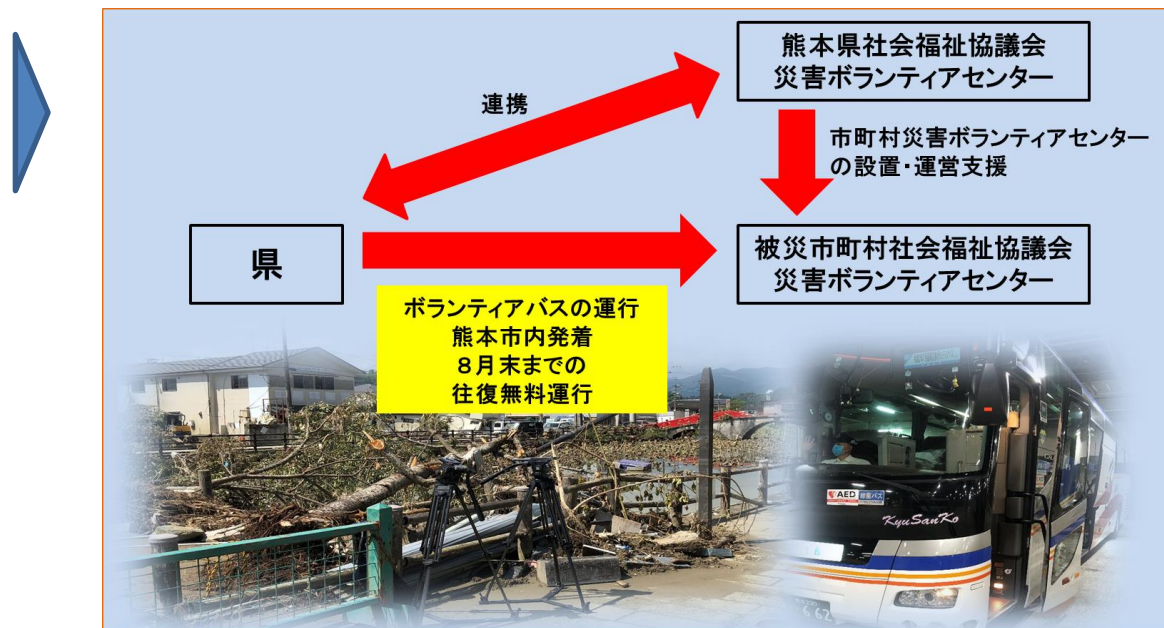 熊本県社会福祉協議会
災害ボランティアセンター
連携
市町村災害ボランティアセンター
の設置・運営支援
県
被災市町村社会福祉協議会
災害ボランティアセンター
ボランティアバスの運行
熊本市内発着
８月末までの
往復無料運行
AED
KyuSanKo